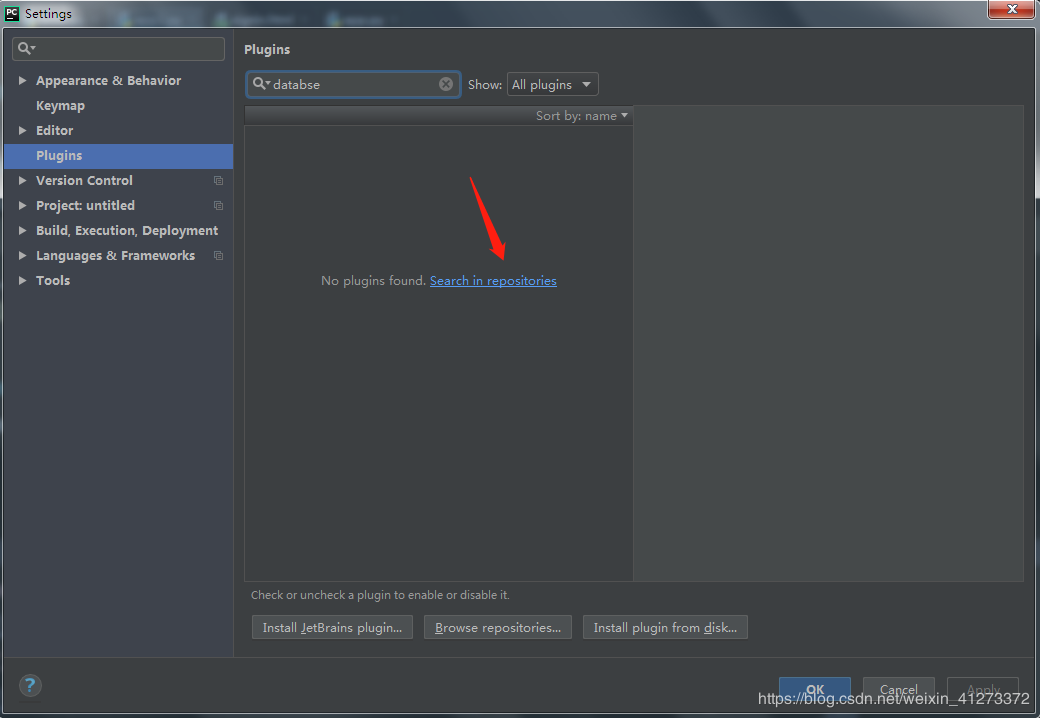 PC Settings
Appearance & Behavior
Keymap
Editor
Plugins
Version Control
Project: untitled
Build, Execution, Deployment
Languages & Frameworks
Tools
Plugins
databse
Show: All plugins
Sort by: name
No plugins found. Search in repositories
Check or uncheck a plugin to enable or disable it.
Install JetBrains plugin...
Browse repositories...
Install plugin from disk...
?
OK
Cancel
Apply
https://blog.csdn.net/weixin_41273372